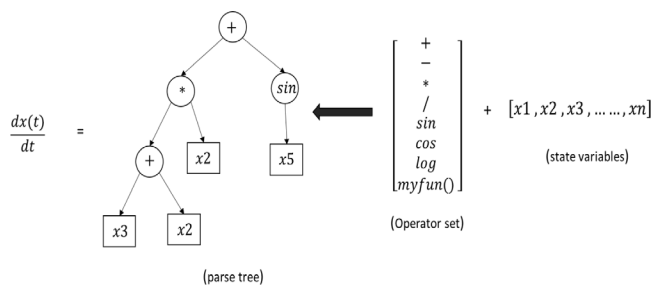 dx(t)
dt
=
+
*
sin
+
x2
x5
x3
x2
(parse tree)
+
−
*
/
sin
cos
log
myfun()
(Operator set)
+ [x1 ,x2 ,x3 , ... ..., xn]
(state variables)